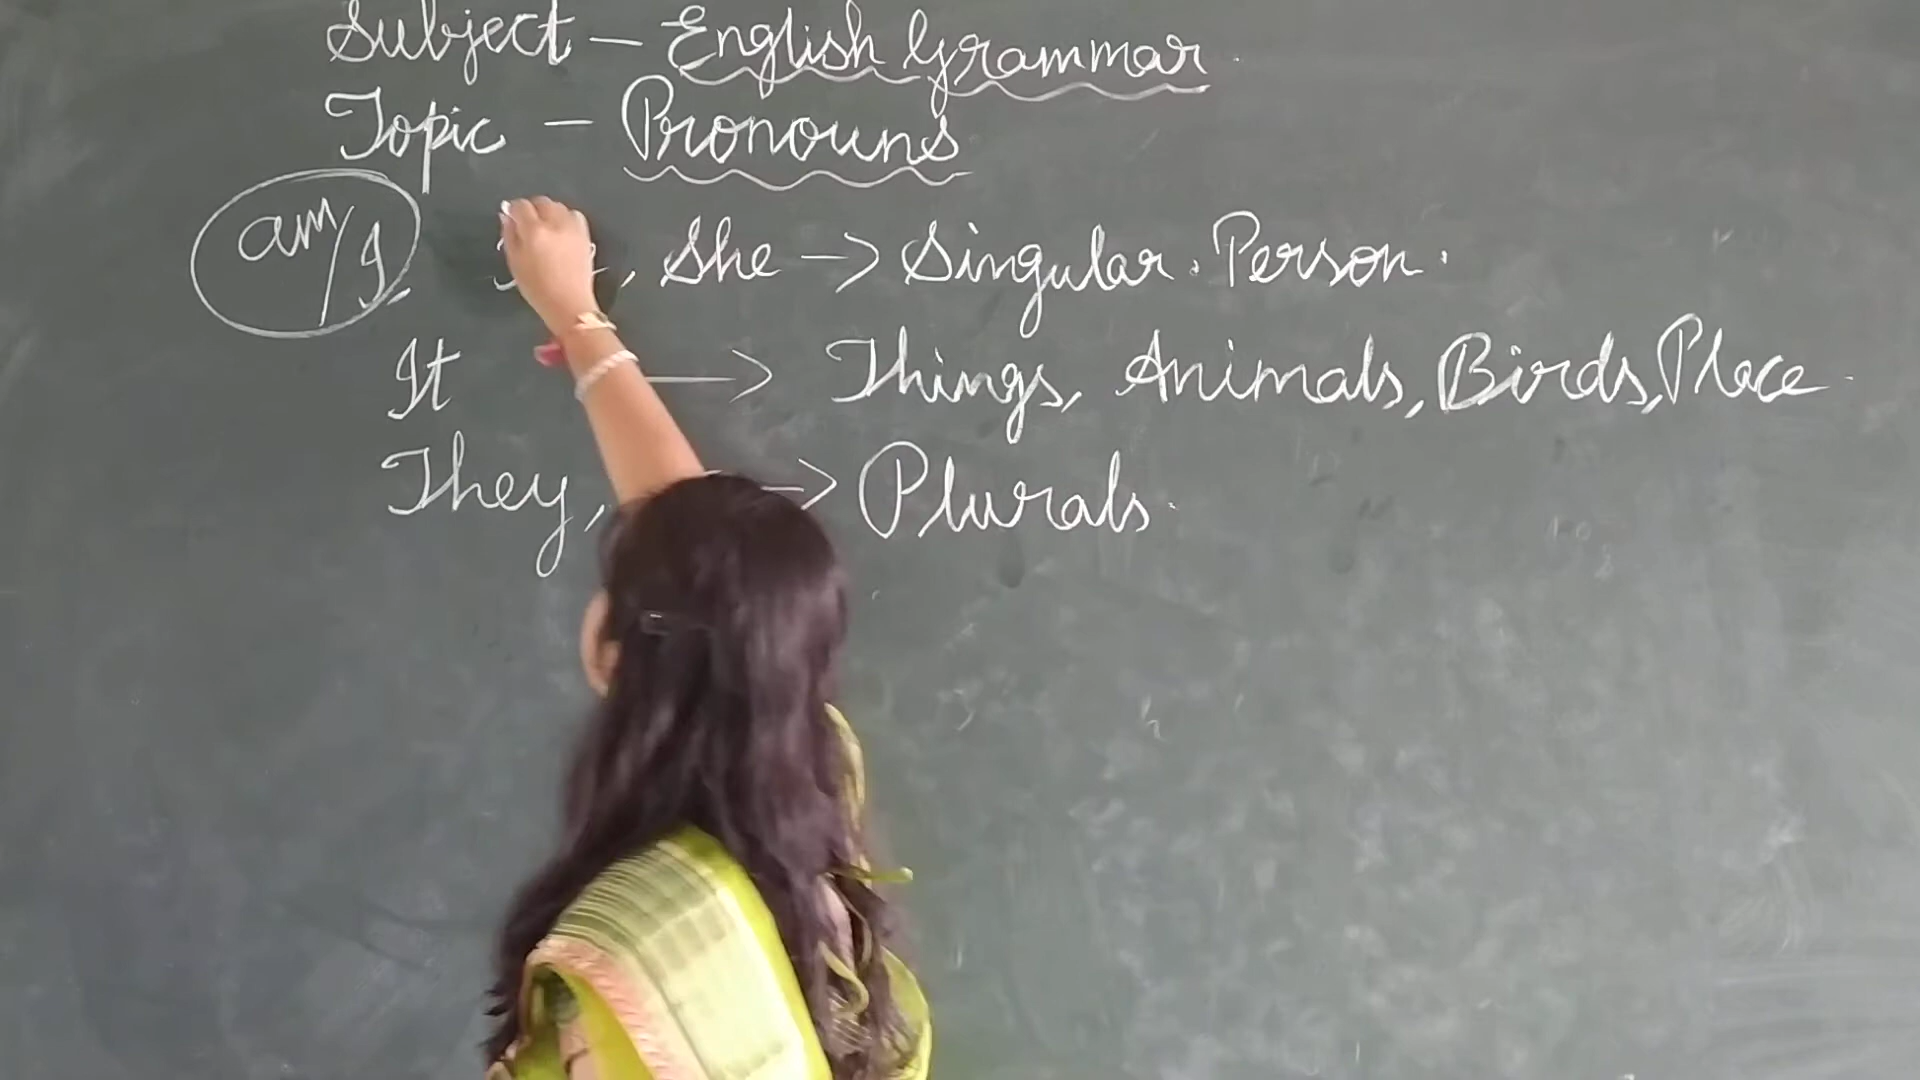 Subject - English Grammar.
Topic - Pronouns
am/I, , She -> Singular. Person.
It -> Things, Animals, Birds, Place.
They, -> Plurals.